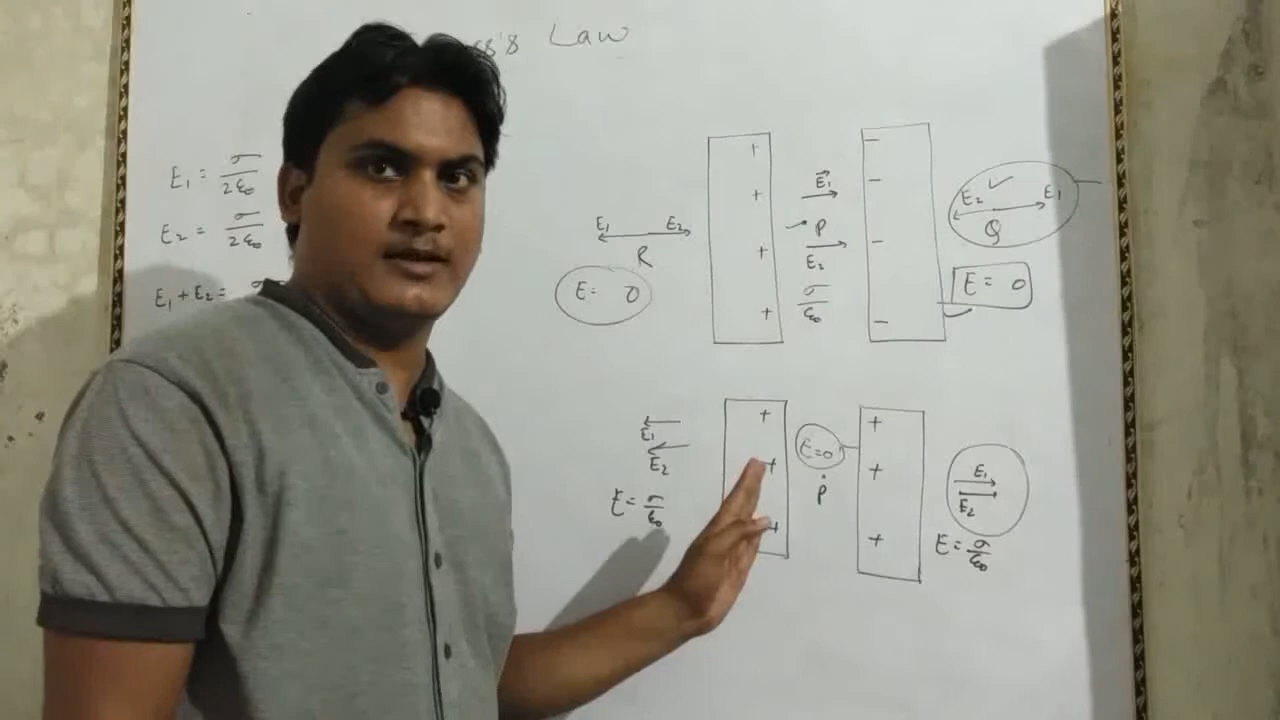 ss's Law
E₁ = σ/2ε₀
E₂ = σ/2ε₀
E₁ + E₂ = σ
E₁ E₂
R
E = 0
+
+
+
+
E⃗₁
P
E₂
σ/ε₀
−
−
−
−
E₂ ✓ E₁
Q
E = 0
E₁
E₂
E = σ/ε₀
+
+
+
E=0
P
+
+
+
E₁
E₂
E = σ/ε₀